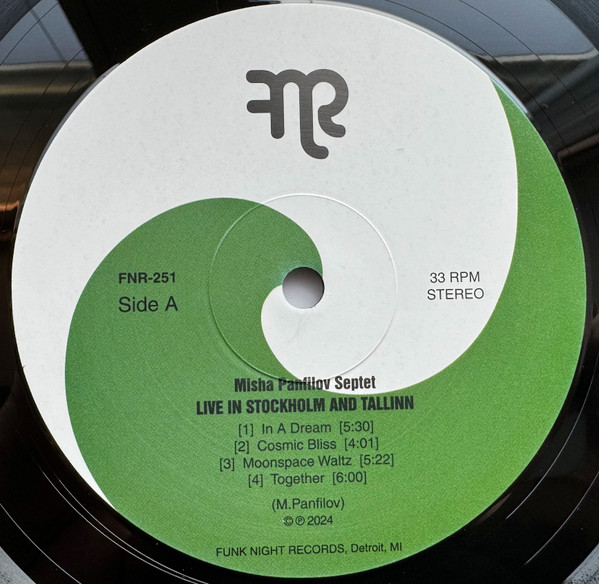 FNR
FNR-251
Side A
33 RPM
STEREO
Misha Panfilov Septet
LIVE IN STOCKHOLM AND TALLINN
[1] In A Dream [5:30]
[2] Cosmic Bliss [4:01]
[3] Moonspace Waltz [5:22]
[4] Together [6:00]
(M.Panfilov)
©℗ 2024
FUNK NIGHT RECORDS, Detroit, MI